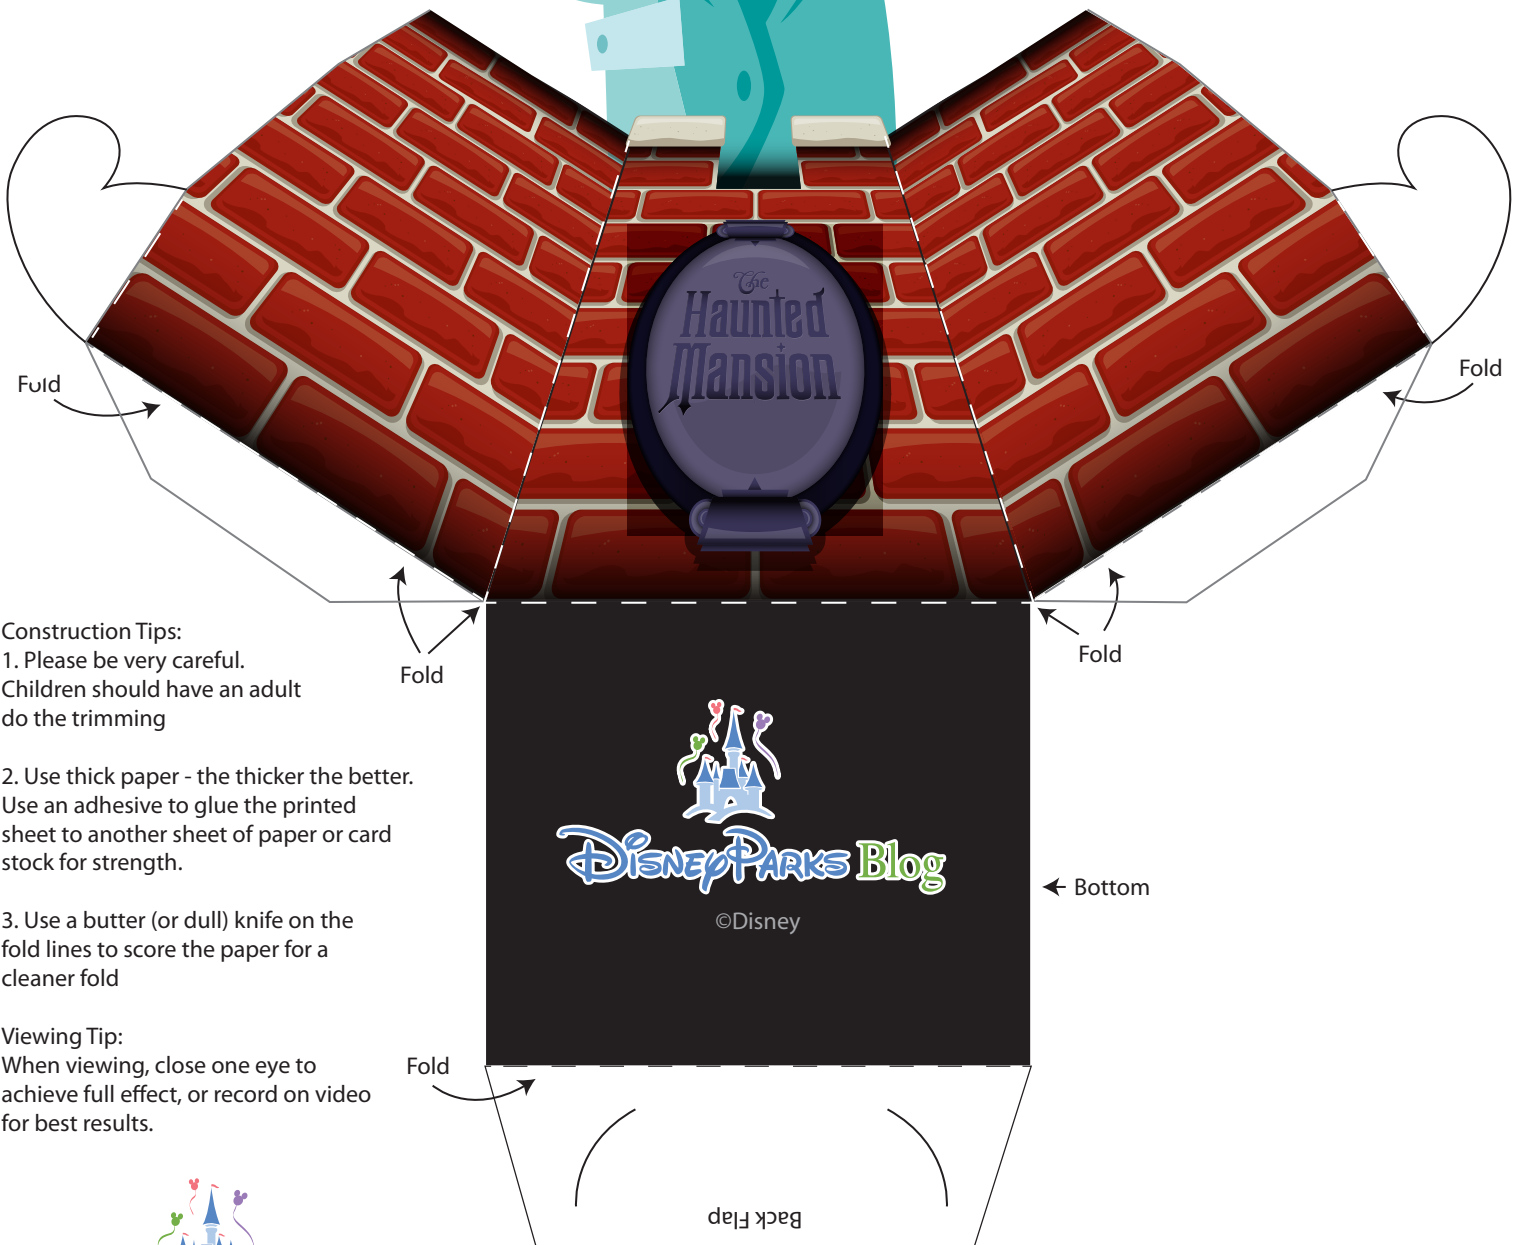 The
Haunted
Mansion
Fold
Fold
Fold
Fold
Construction Tips:
1. Please be very careful.
Children should have an adult
do the trimming
2. Use thick paper - the thicker the better.
Use an adhesive to glue the printed
sheet to another sheet of paper or card
stock for strength.
3. Use a butter (or dull) knife on the
fold lines to score the paper for a
cleaner fold
Viewing Tip:
When viewing, close one eye to
achieve full effect, or record on video
for best results.
Disney Parks Blog
©Disney
Bottom
Fold
Back Flap